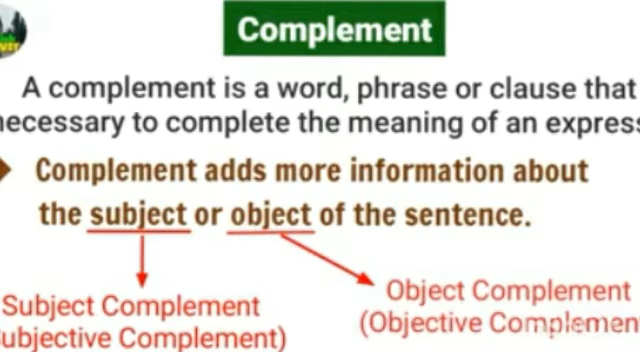 Complement
A complement is a word, phrase or clause that
necessary to complete the meaning of an express
Complement adds more information about
the subject or object of the sentence.
Subject Complement
Object Complement
ubjective Complement)
(Objective Complemen